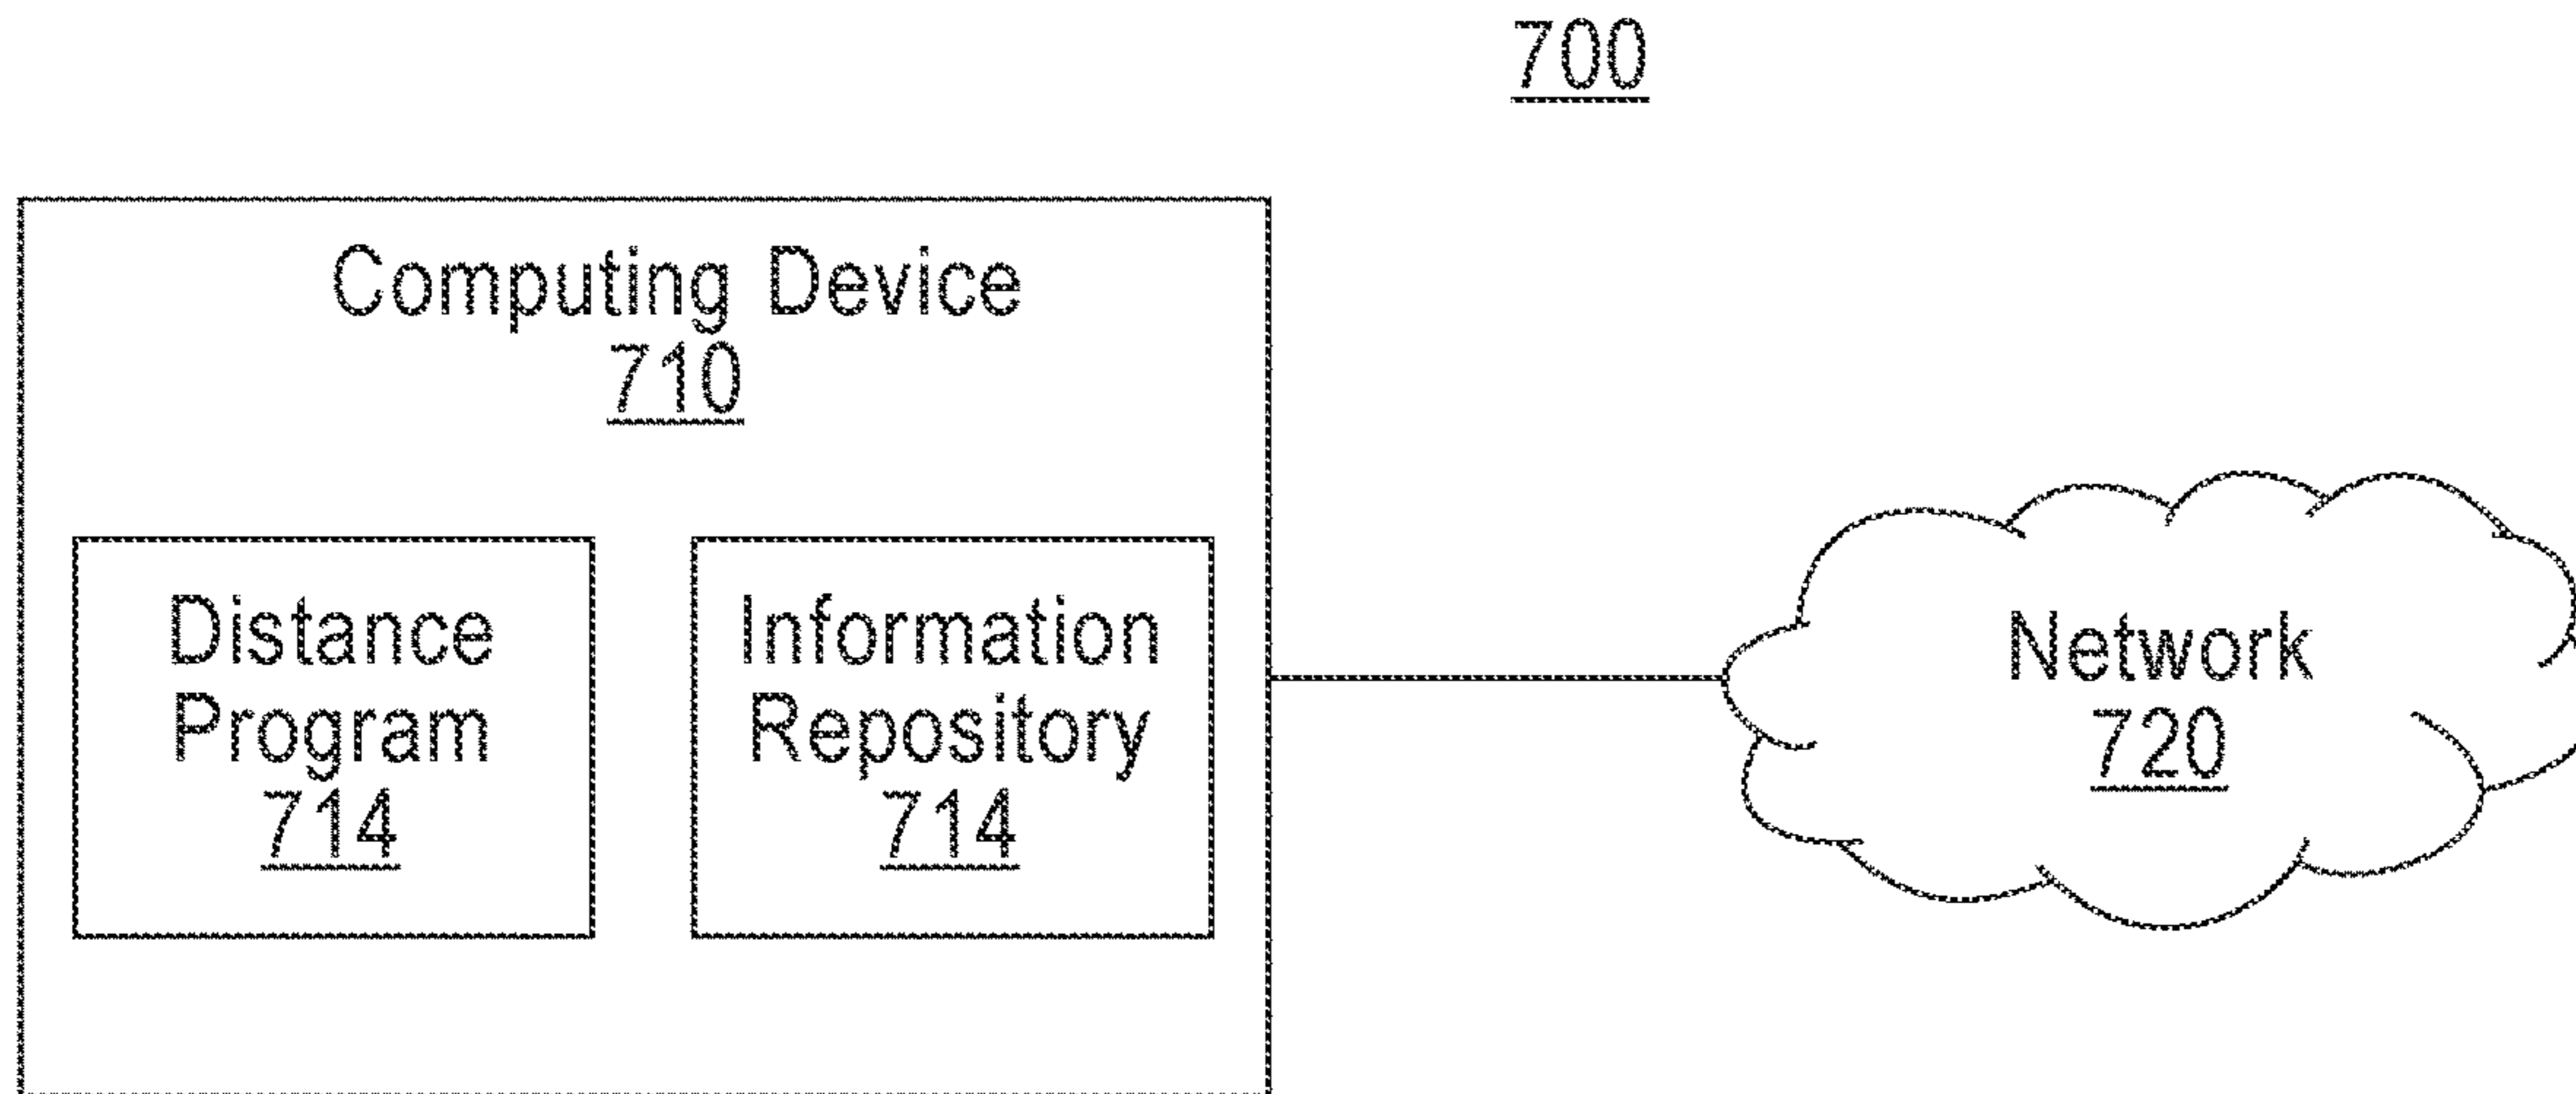 700
Computing Device
710
Distance
Program
714
Information
Repository
714
Network
720